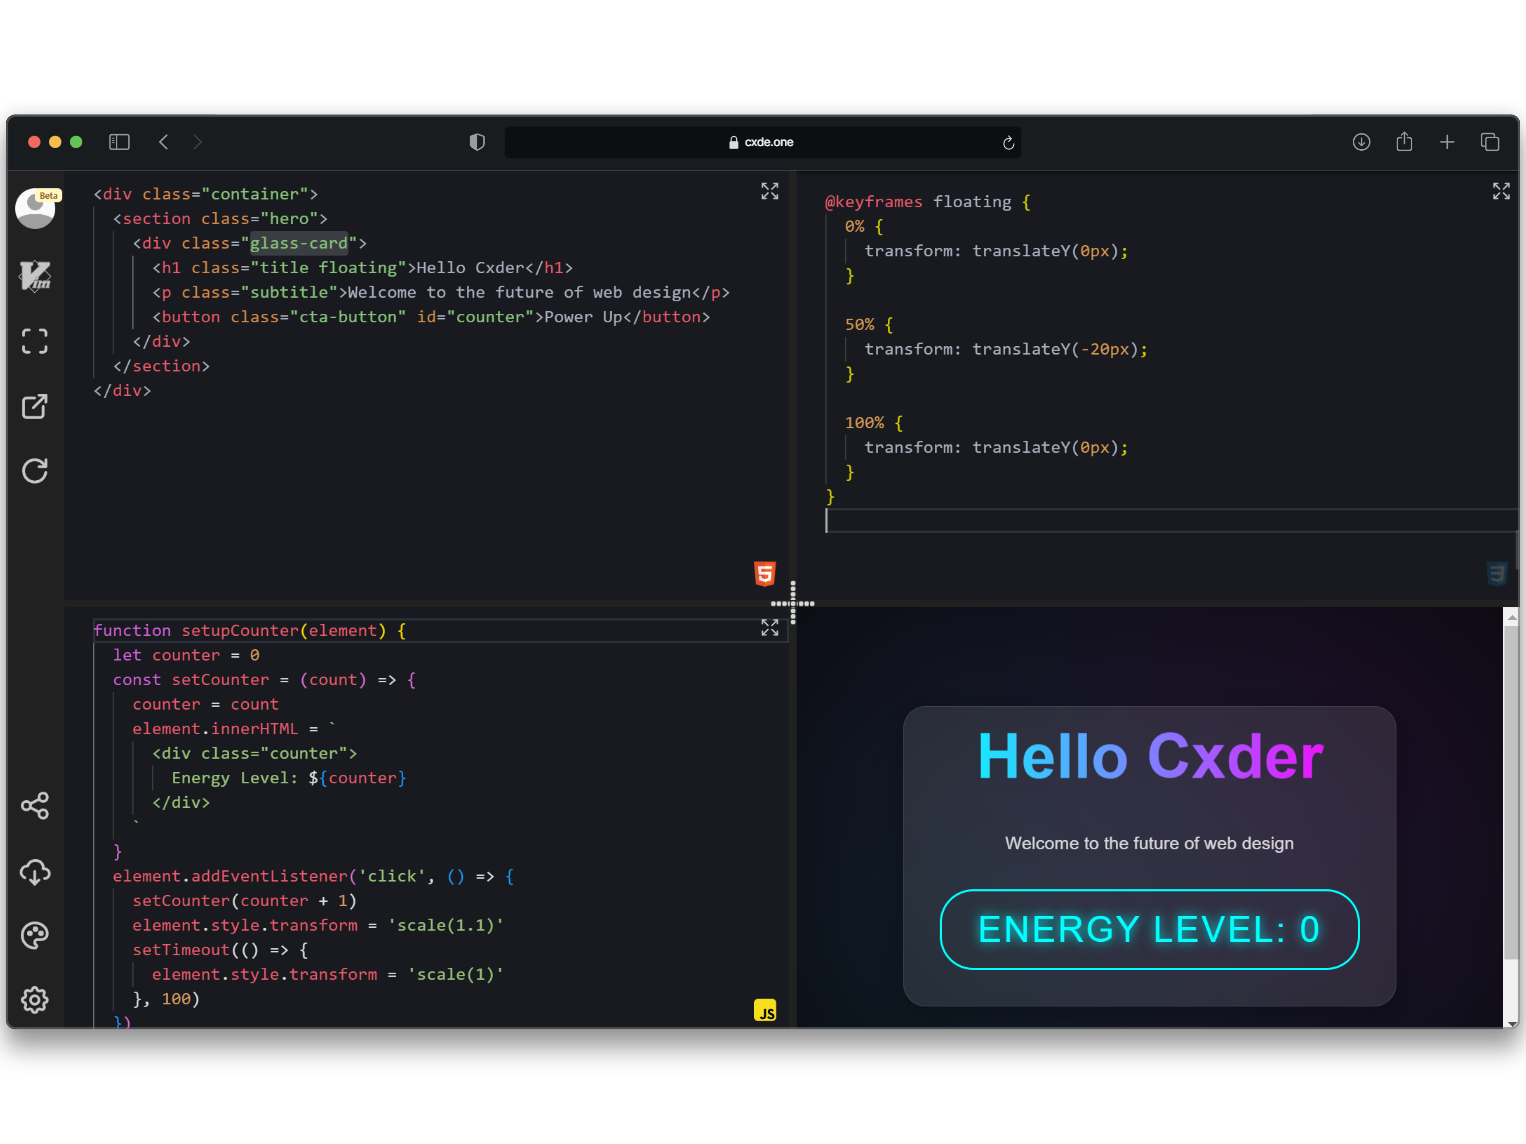 cxde.one
Beta
Vim
<div class="container">
<section class="hero">
<div class="glass-card">
<h1 class="title floating">Hello Cxder</h1>
<p class="subtitle">Welcome to the future of web design</p>
<button class="cta-button" id="counter">Power Up</button>
</div>
</section>
</div>
5
@keyframes floating {
0% {
transform: translateY(0px);
}
50% {
transform: translateY(-20px);
}
100% {
transform: translateY(0px);
}
}
3
function setupCounter(element) {
let counter = 0
const setCounter = (count) => {
counter = count
element.innerHTML = `
<div class="counter">
Energy Level: ${counter}
</div>
`
}
element.addEventListener('click', () => {
setCounter(counter + 1)
element.style.transform = 'scale(1.1)'
setTimeout(() => {
element.style.transform = 'scale(1)'
}, 100)
})
JS
Hello Cxder
Welcome to the future of web design
ENERGY LEVEL: 0